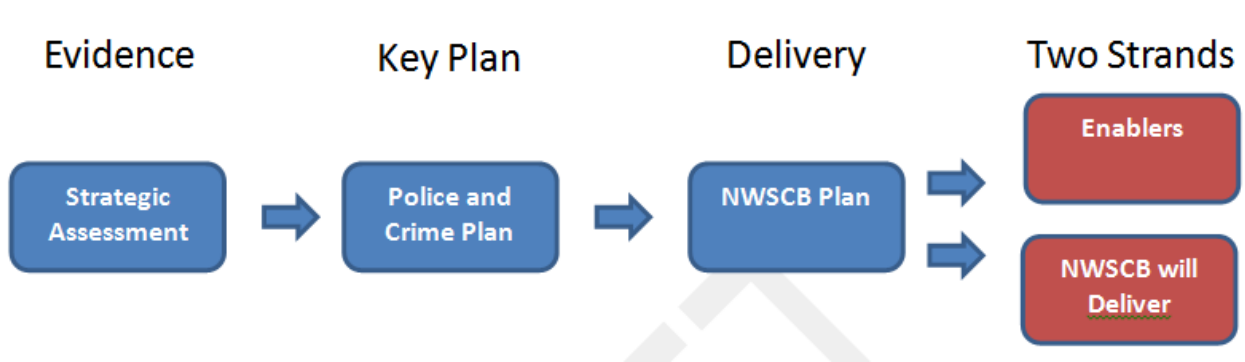 Evidence
Key Plan
Delivery
Two Strands
Strategic
Assessment
Police and
Crime Plan
NWSCB Plan
Enablers
NWSCB will
Deliver